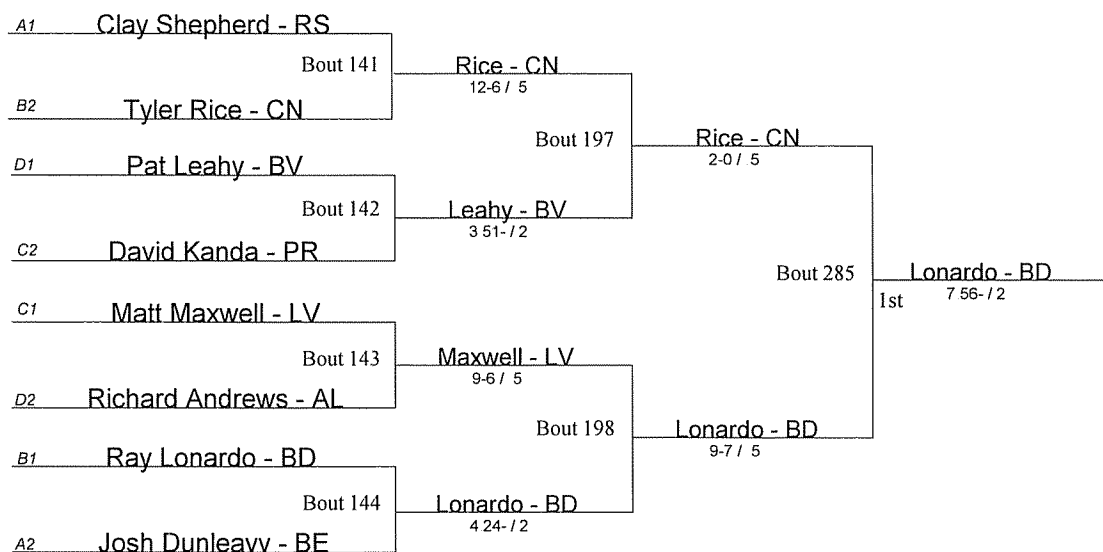 A1 Clay Shepherd - RS
Bout 141
B2 Tyler Rice - CN
Rice - CN
12-6 / 5
D1 Pat Leahy - BV
Bout 142
C2 David Kanda - PR
Leahy - BV
3 51- / 2
Bout 197
Rice - CN
2-0 / 5
C1 Matt Maxwell - LV
Bout 143
D2 Richard Andrews - AL
Maxwell - LV
9-6 / 5
B1 Ray Lonardo - BD
Bout 144
A2 Josh Dunleavy - BE
Lonardo - BD
4 24- / 2
Bout 198
Lonardo - BD
9-7 / 5
Bout 285
Lonardo - BD
7 56- / 2
1st